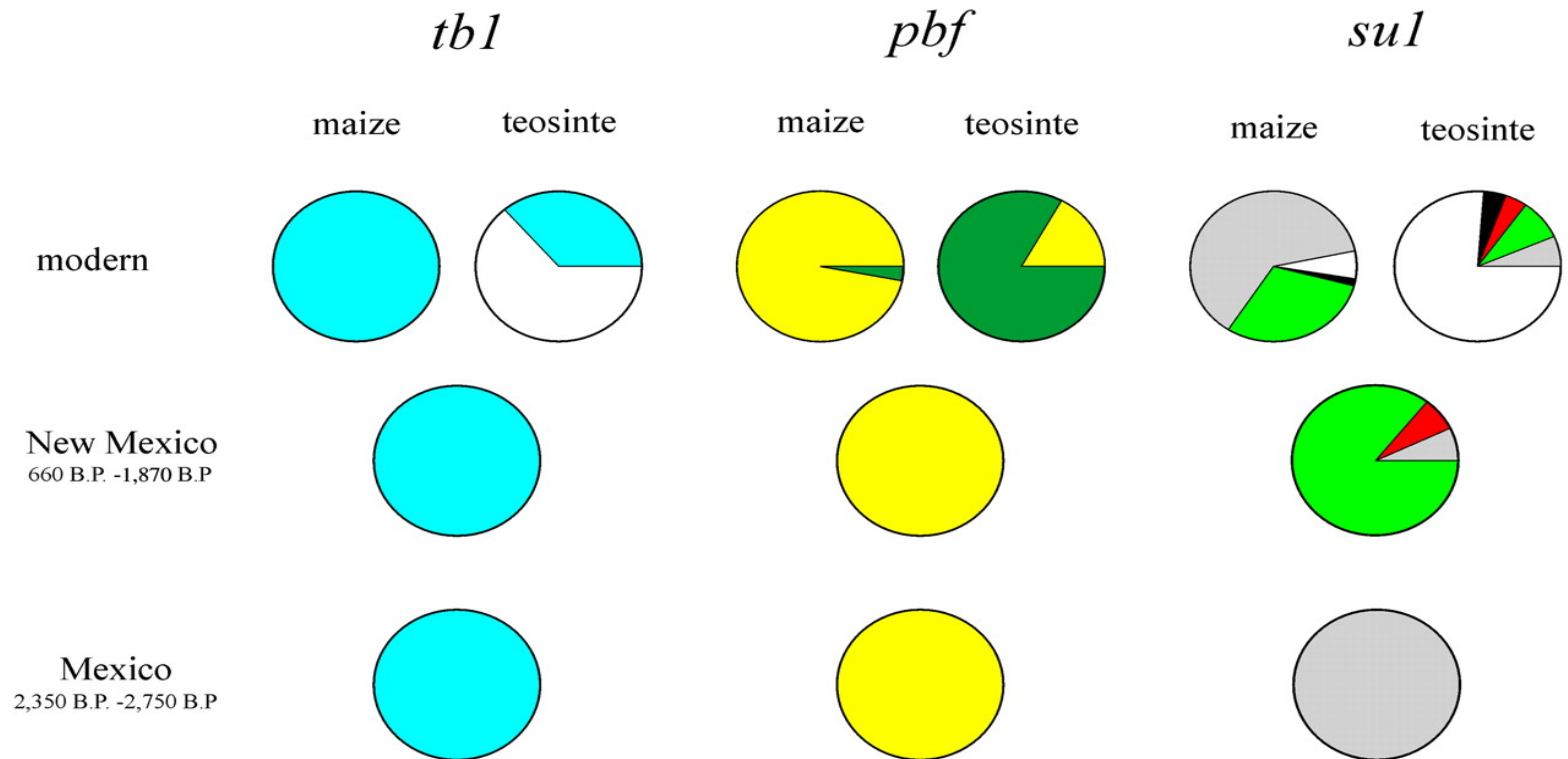 tb1 pbf su1
maize teosinte maize teosinte maize teosinte
modern
New Mexico
660 B.P. -1,870 B.P
Mexico
2,350 B.P. -2,750 B.P